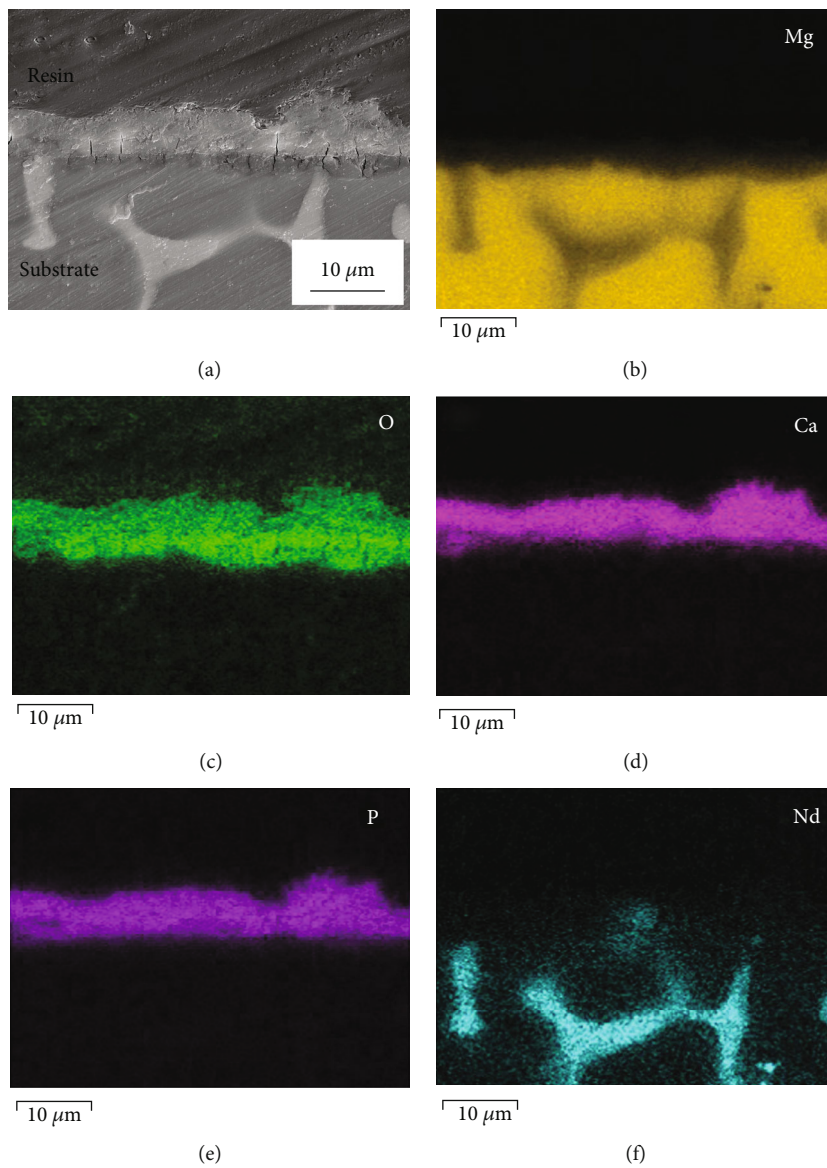 Resin
Substrate
10 μm
(a)
Mg
10 μm
(b)
O
10 μm
(c)
Ca
10 μm
(d)
P
10 μm
(e)
Nd
10 μm
(f)